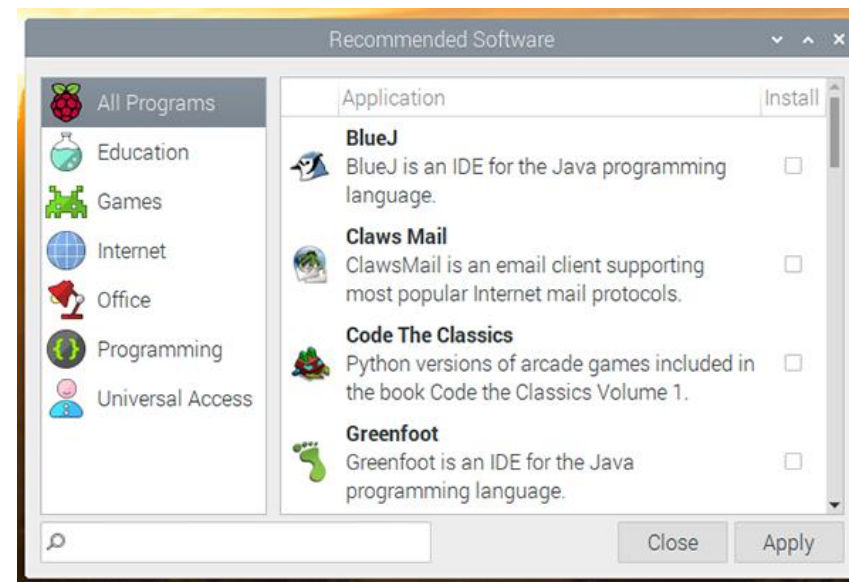 Recommended Software
All Programs
Education
Games
Internet
Office
Programming
Universal Access
Application
Install
BlueJ
BlueJ is an IDE for the Java programming
language.
Claws Mail
ClawsMail is an email client supporting
most popular Internet mail protocols.
Code The Classics
Python versions of arcade games included in
the book Code the Classics Volume 1.
Greenfoot
Greenfoot is an IDE for the Java
programming language.
Close
Apply